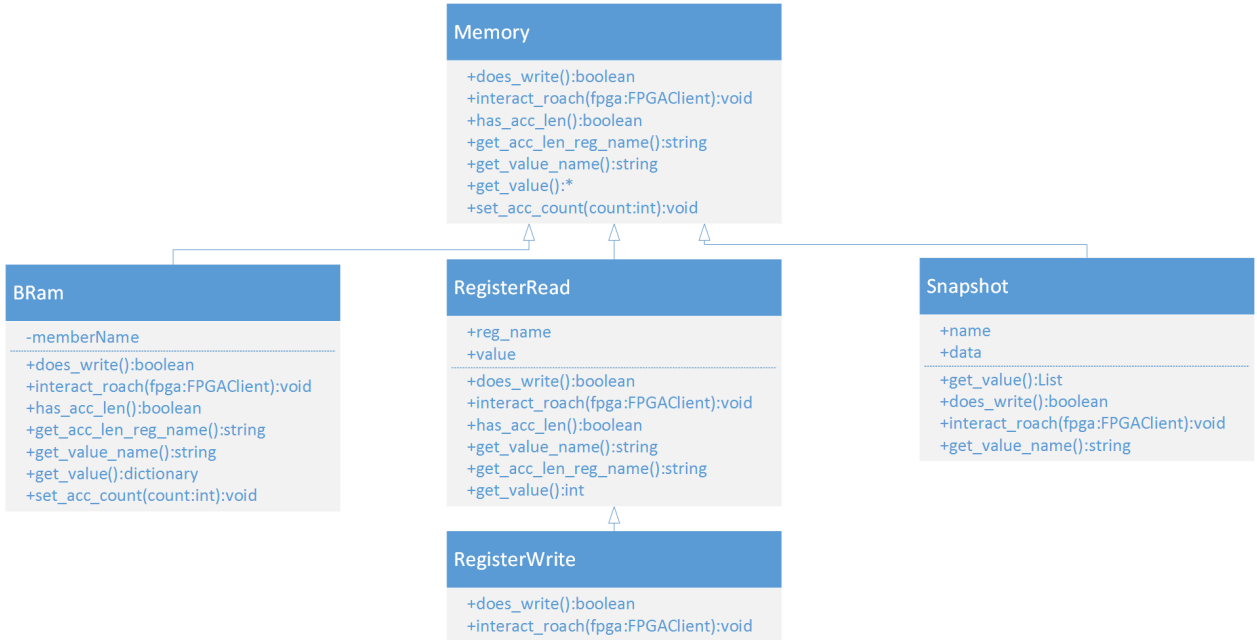 Memory
+does_write():boolean
+interact_roach(fpga:FPGAClient):void
+has_acc_len():boolean
+get_acc_len_reg_name():string
+get_value_name():string
+get_value():*
+set_acc_count(count:int):void
BRam
-memberName
+does_write():boolean
+interact_roach(fpga:FPGAClient):void
+has_acc_len():boolean
+get_acc_len_reg_name():string
+get_value_name():string
+get_value():dictionary
+set_acc_count(count:int):void
RegisterRead
+reg_name
+value
+does_write():boolean
+interact_roach(fpga:FPGAClient):void
+has_acc_len():boolean
+get_value_name():string
+get_acc_len_reg_name():string
+get_value():int
Snapshot
+name
+data
+get_value():List
+does_write():boolean
+interact_roach(fpga:FPGAClient):void
+get_value_name():string
RegisterWrite
+does_write():boolean
+interact_roach(fpga:FPGAClient):void